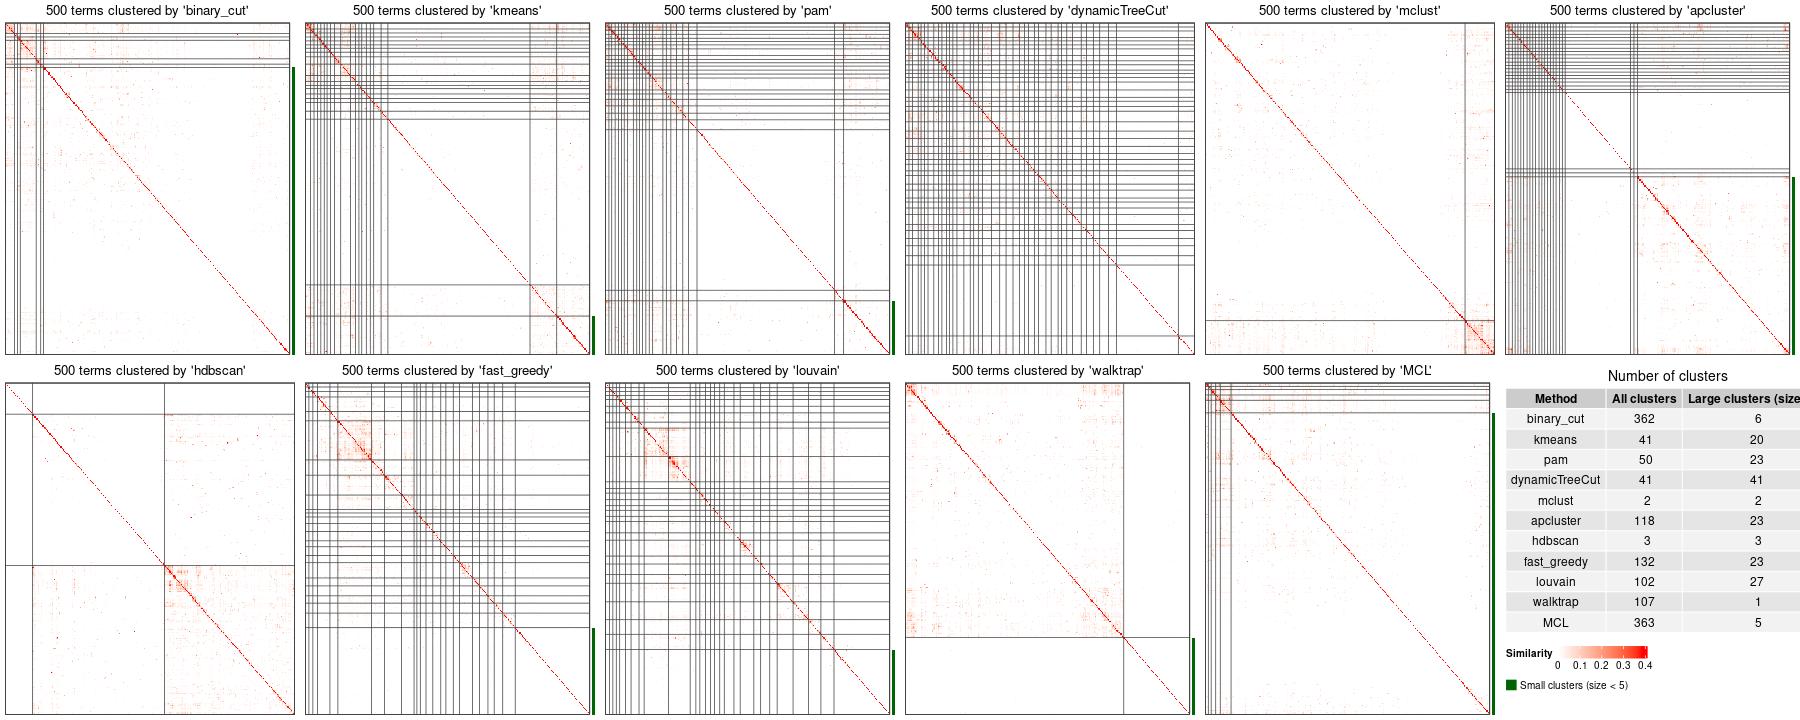 500 terms clustered by 'binary_cut'
500 terms clustered by 'kmeans'
500 terms clustered by 'pam'
500 terms clustered by 'dynamicTreeCut'
500 terms clustered by 'mclust'
500 terms clustered by 'apcluster'
500 terms clustered by 'hdbscan'
500 terms clustered by 'fast_greedy'
500 terms clustered by 'louvain'
500 terms clustered by 'walktrap'
500 terms clustered by 'MCL'
Number of clusters
Method All clusters Large clusters (size
binary_cut 362 6
kmeans 41 20
pam 50 23
dynamicTreeCut 41 41
mclust 2 2
apcluster 118 23
hdbscan 3 3
fast_greedy 132 23
louvain 102 27
walktrap 107 1
MCL 363 5
Similarity
0 0.1 0.2 0.3 0.4
Small clusters (size < 5)